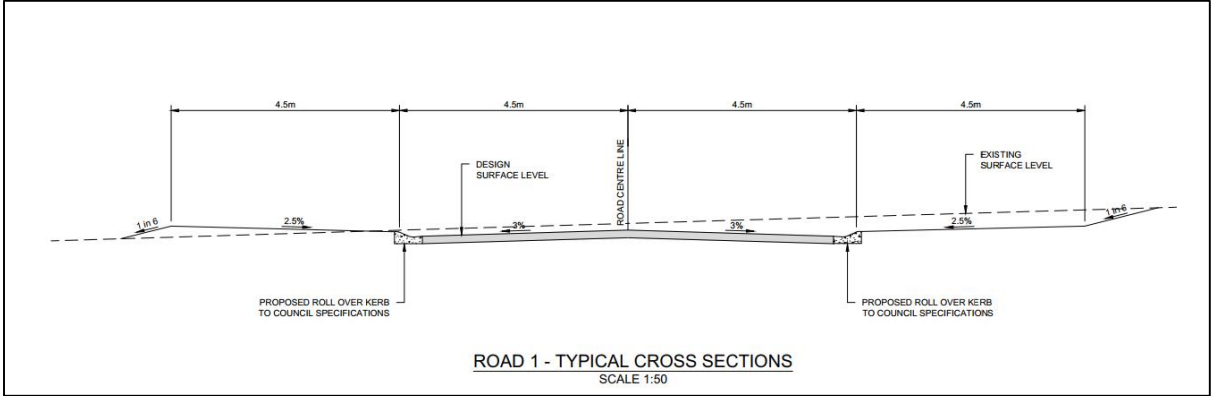 4.5m 4.5m 4.5m 4.5m
ROAD CENTRE LINE
DESIGN
SURFACE LEVEL
EXISTING
SURFACE LEVEL
1 in 6 2.5% 3% 3% 2.5% 1 in 6
PROPOSED ROLL OVER KERB
TO COUNCIL SPECIFICATIONS
PROPOSED ROLL OVER KERB
TO COUNCIL SPECIFICATIONS
ROAD 1 - TYPICAL CROSS SECTIONS
SCALE 1:50